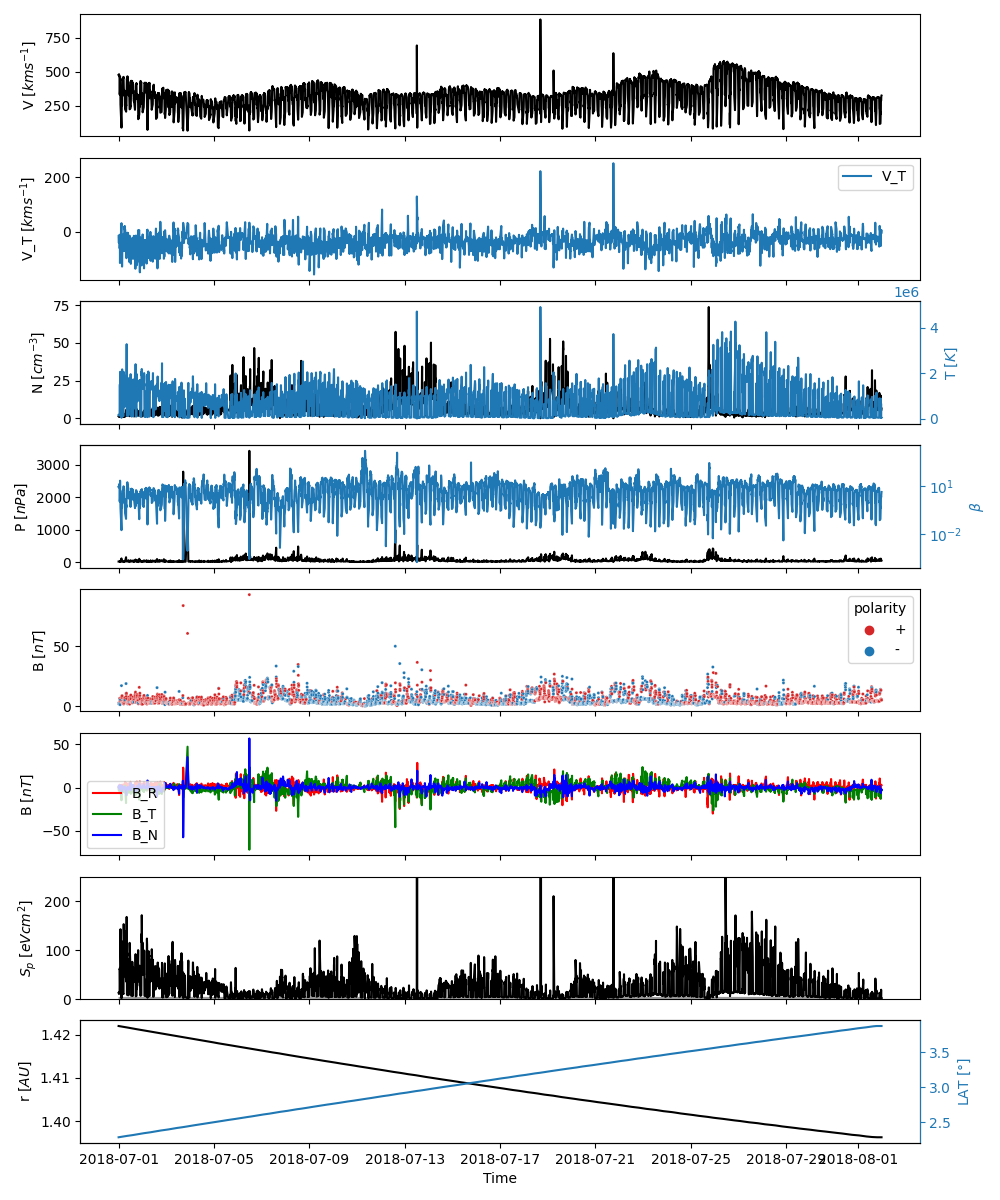 V [kms⁻¹]
750
500
250
V_T [kms⁻¹]
200
0
V_T
N [cm⁻³]
75
50
25
0
1e6
4
2
0
T [K]
P [nPa]
3000
2000
1000
0
10¹
10⁻²
β
B [nT]
50
0
polarity
+
-
B [nT]
50
0
−50
B_R
B_T
B_N
Sₚ [eVcm²]
200
100
0
r [AU]
1.42
1.41
1.40
3.5
3.0
2.5
LAT [°]
2018-07-01 2018-07-05 2018-07-09 2018-07-13 2018-07-17 2018-07-21 2018-07-25 2018-07-29 2018-08-01
Time